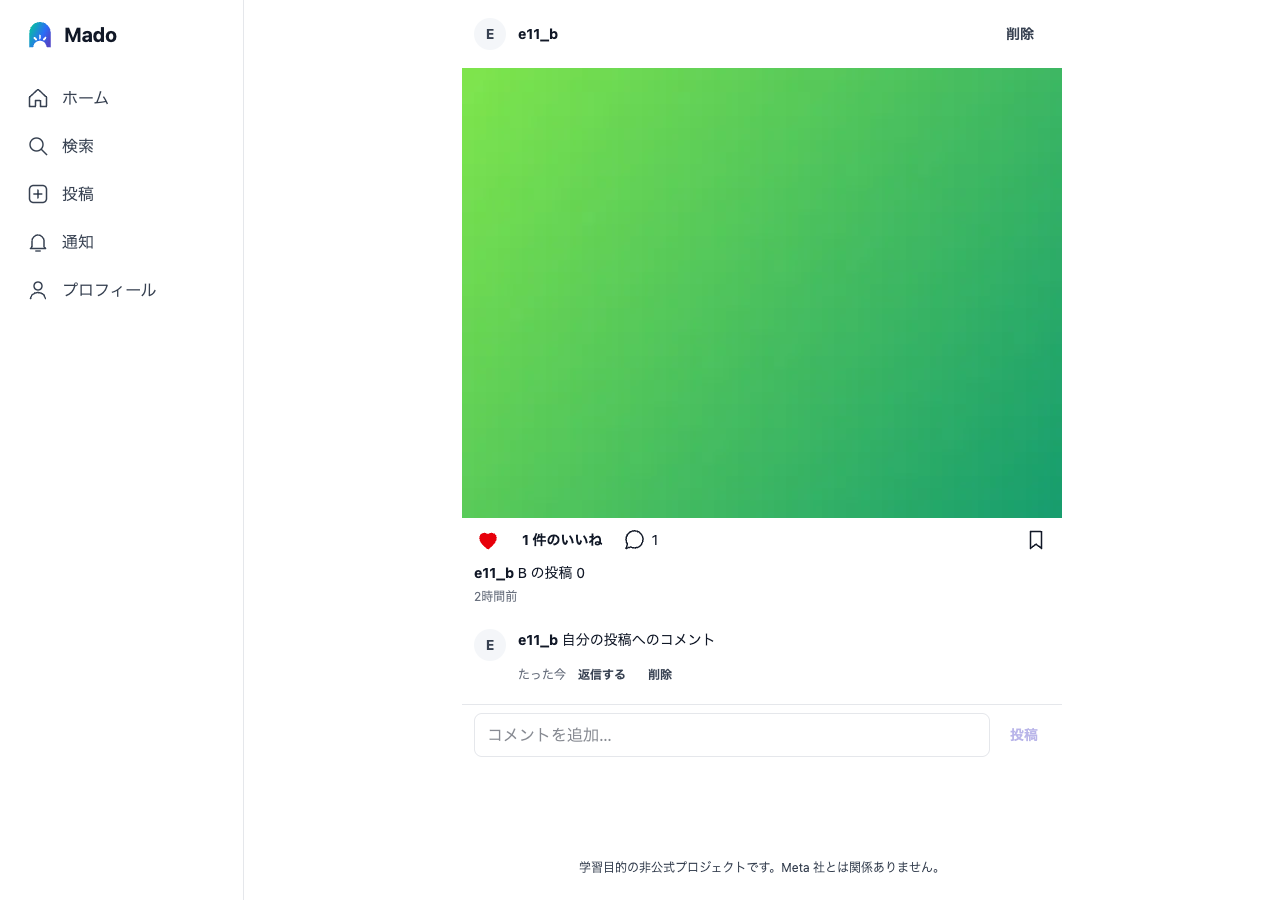 Mado
ホーム
検索
投稿
通知
プロフィール
E e11_b 削除
1 件のいいね 1
e11_b B の投稿 0
2時間前
E e11_b 自分の投稿へのコメント
たった今 返信する 削除
コメントを追加... 投稿
学習目的の非公式プロジェクトです。Meta 社とは関係ありません。